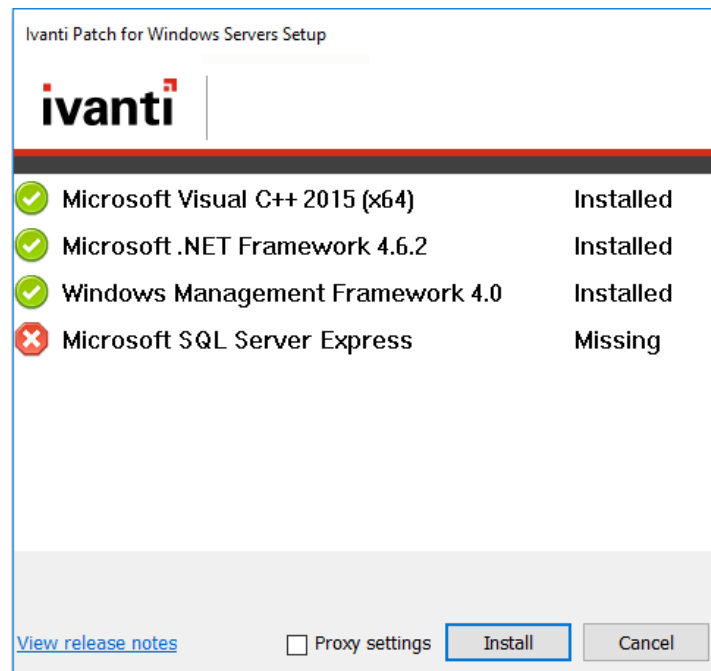 Ivanti Patch for Windows Servers Setup
ivanti
Microsoft Visual C++ 2015 (x64) Installed
Microsoft .NET Framework 4.6.2 Installed
Windows Management Framework 4.0 Installed
Microsoft SQL Server Express Missing
View release notes Proxy settings Install Cancel